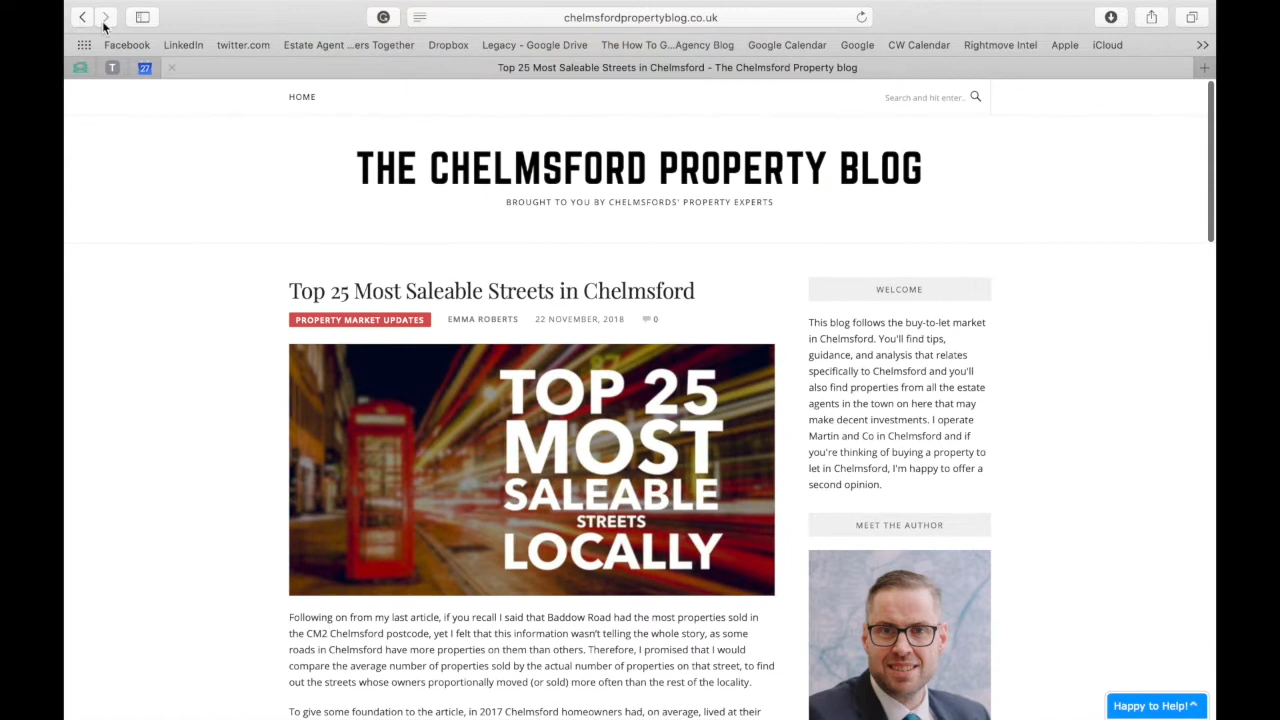 chelmsfordpropertyblog.co.uk
Facebook LinkedIn twitter.com Estate Agent ...ers Together Dropbox Legacy - Google Drive The How To G...Agency Blog Google Calendar Google CW Calendar Rightmove Intel Apple iCloud
T 27 Top 25 Most Saleable Streets in Chelmsford - The Chelmsford Property blog
HOME Search and hit enter..
THE CHELMSFORD PROPERTY BLOG
BROUGHT TO YOU BY CHELMSFORDS' PROPERTY EXPERTS
Top 25 Most Saleable Streets in Chelmsford
PROPERTY MARKET UPDATES EMMA ROBERTS 22 NOVEMBER, 2018 0
TOP 25
MOST
SALEABLE
STREETS
LOCALLY
Following on from my last article, if you recall I said that Baddow Road had the most properties sold in
the CM2 Chelmsford postcode, yet I felt that this information wasn't telling the whole story, as some
roads in Chelmsford have more properties on them than others. Therefore, I promised that I would
compare the average number of properties sold by the actual number of properties on that street, to find
out the streets whose owners proportionally moved (or sold) more often than the rest of the locality.
To give some foundation to the article, in 2017 Chelmsford homeowners had, on average, lived at their
WELCOME
This blog follows the buy-to-let market
in Chelmsford. You'll find tips,
guidance, and analysis that relates
specifically to Chelmsford and you'll
also find properties from all the estate
agents in the town on here that may
make decent investments. I operate
Martin and Co in Chelmsford and if
you're thinking of buying a property to
let in Chelmsford, I'm happy to offer a
second opinion.
MEET THE AUTHOR
Happy to Help!